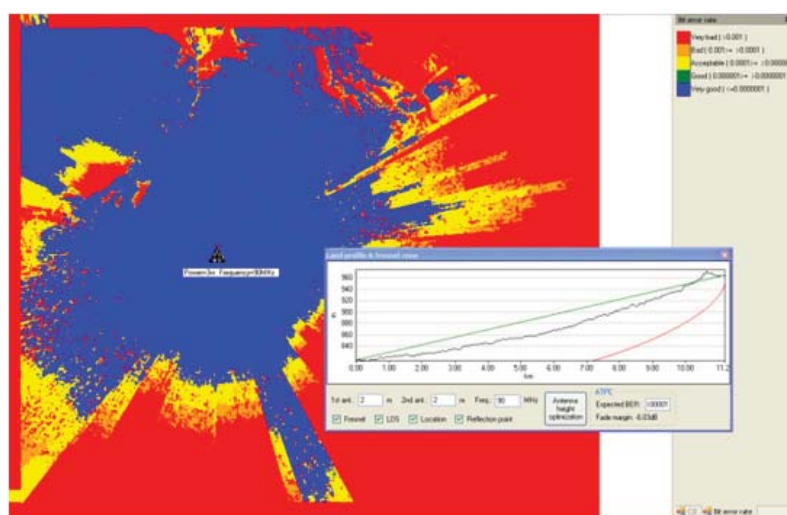 Bit error rate
Very bad ( >0.001 )
Bad ( 0.001>= >0.0001 )
Acceptable ( 0.0001>= >0.00000
Good ( 0.000001>= >0.0000001
Very good ( <=0.0000001 )
Power=3w Frequency=90MHz
Land profile & fresnel zone
960
940
920
900
880
860
840
m
0.00
1.00
2.00
3.00
4.00
5.00
6.00
7.00
8.00
9.00
10.00
11.2
km
1st ant.: 2 m 2nd ant.: 2 m Freq.: 90 MHz
Fresnel LOS Location Reflection point
Antenna height optimization
ATPC
Expected BER:
Fade margin: -6.03dB
Bit error rate